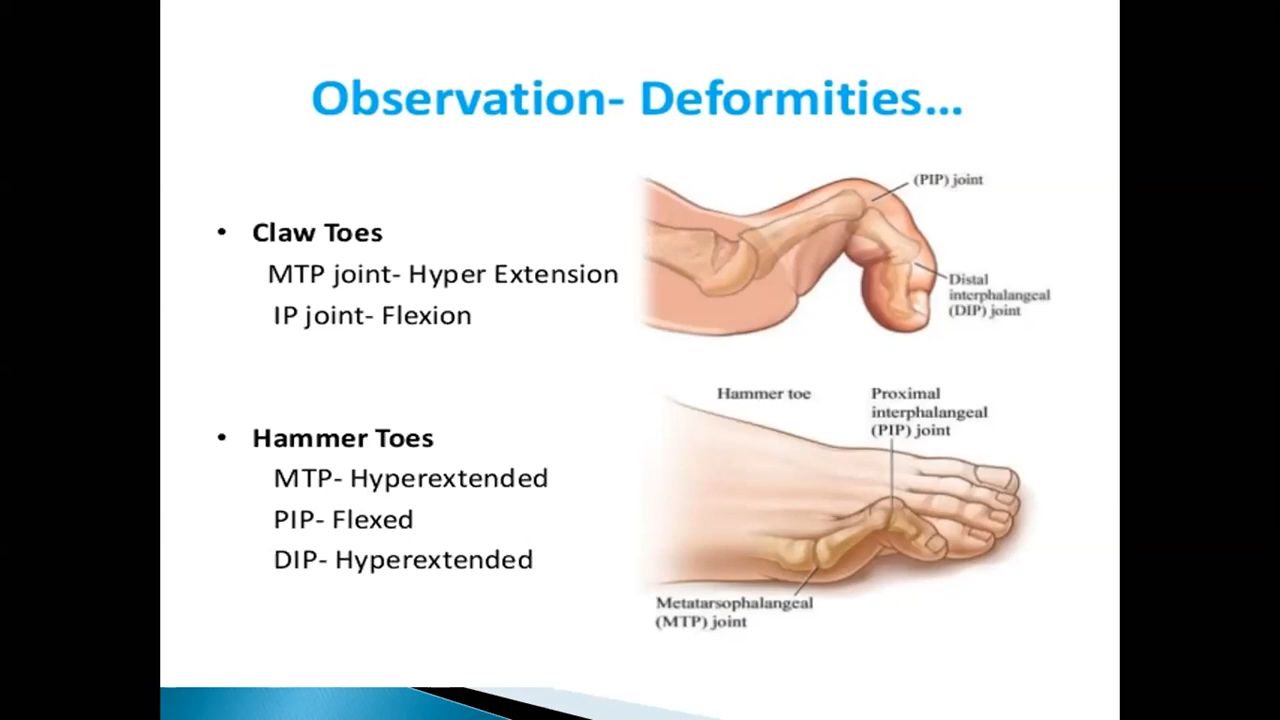 Observation- Deformities...
• Claw Toes
MTP joint- Hyper Extension
IP joint- Flexion
(PIP) joint
Distal
interphalangeal
(DIP) joint
• Hammer Toes
MTP- Hyperextended
PIP- Flexed
DIP- Hyperextended
Hammer toe
Proximal
interphalangeal
(PIP) joint
Metatarsophalangeal
(MTP) joint